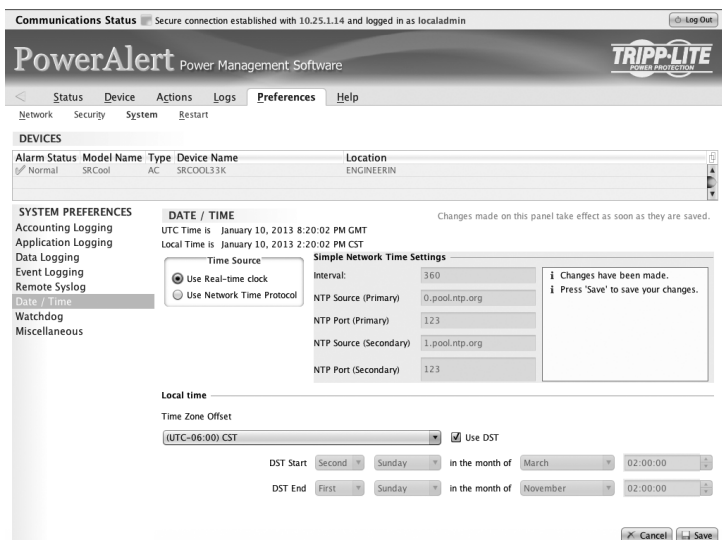 Communications Status Secure connection established with 10.25.1.14 and logged in as localadmin Log Out
PowerAlert Power Management Software
TRIPP·LITE
POWER PROTECTION
Status Device Actions Logs Preferences Help
Network Security System Restart
DEVICES
Alarm Status Model Name Type Device Name Location
Normal SRCool AC SRCOOL33K ENGINEERIN
SYSTEM PREFERENCES
Accounting Logging
Application Logging
Data Logging
Event Logging
Remote Syslog
Date / Time
Watchdog
Miscellaneous
DATE / TIME Changes made on this panel take effect as soon as they are saved.
UTC Time is January 10, 2013 8:20:02 PM GMT
Local Time is January 10, 2013 2:20:02 PM CST
Time Source
Use Real-time clock
Use Network Time Protocol
Simple Network Time Settings
Interval: 360
NTP Source (Primary) 0.pool.ntp.org
NTP Port (Primary) 123
NTP Source (Secondary) 1.pool.ntp.org
NTP Port (Secondary) 123
i Changes have been made.
i Press 'Save' to save your changes.
Local time
Time Zone Offset
(UTC-06:00) CST Use DST
DST Start Second Sunday in the month of March 02:00:00
DST End First Sunday in the month of November 02:00:00
Cancel Save